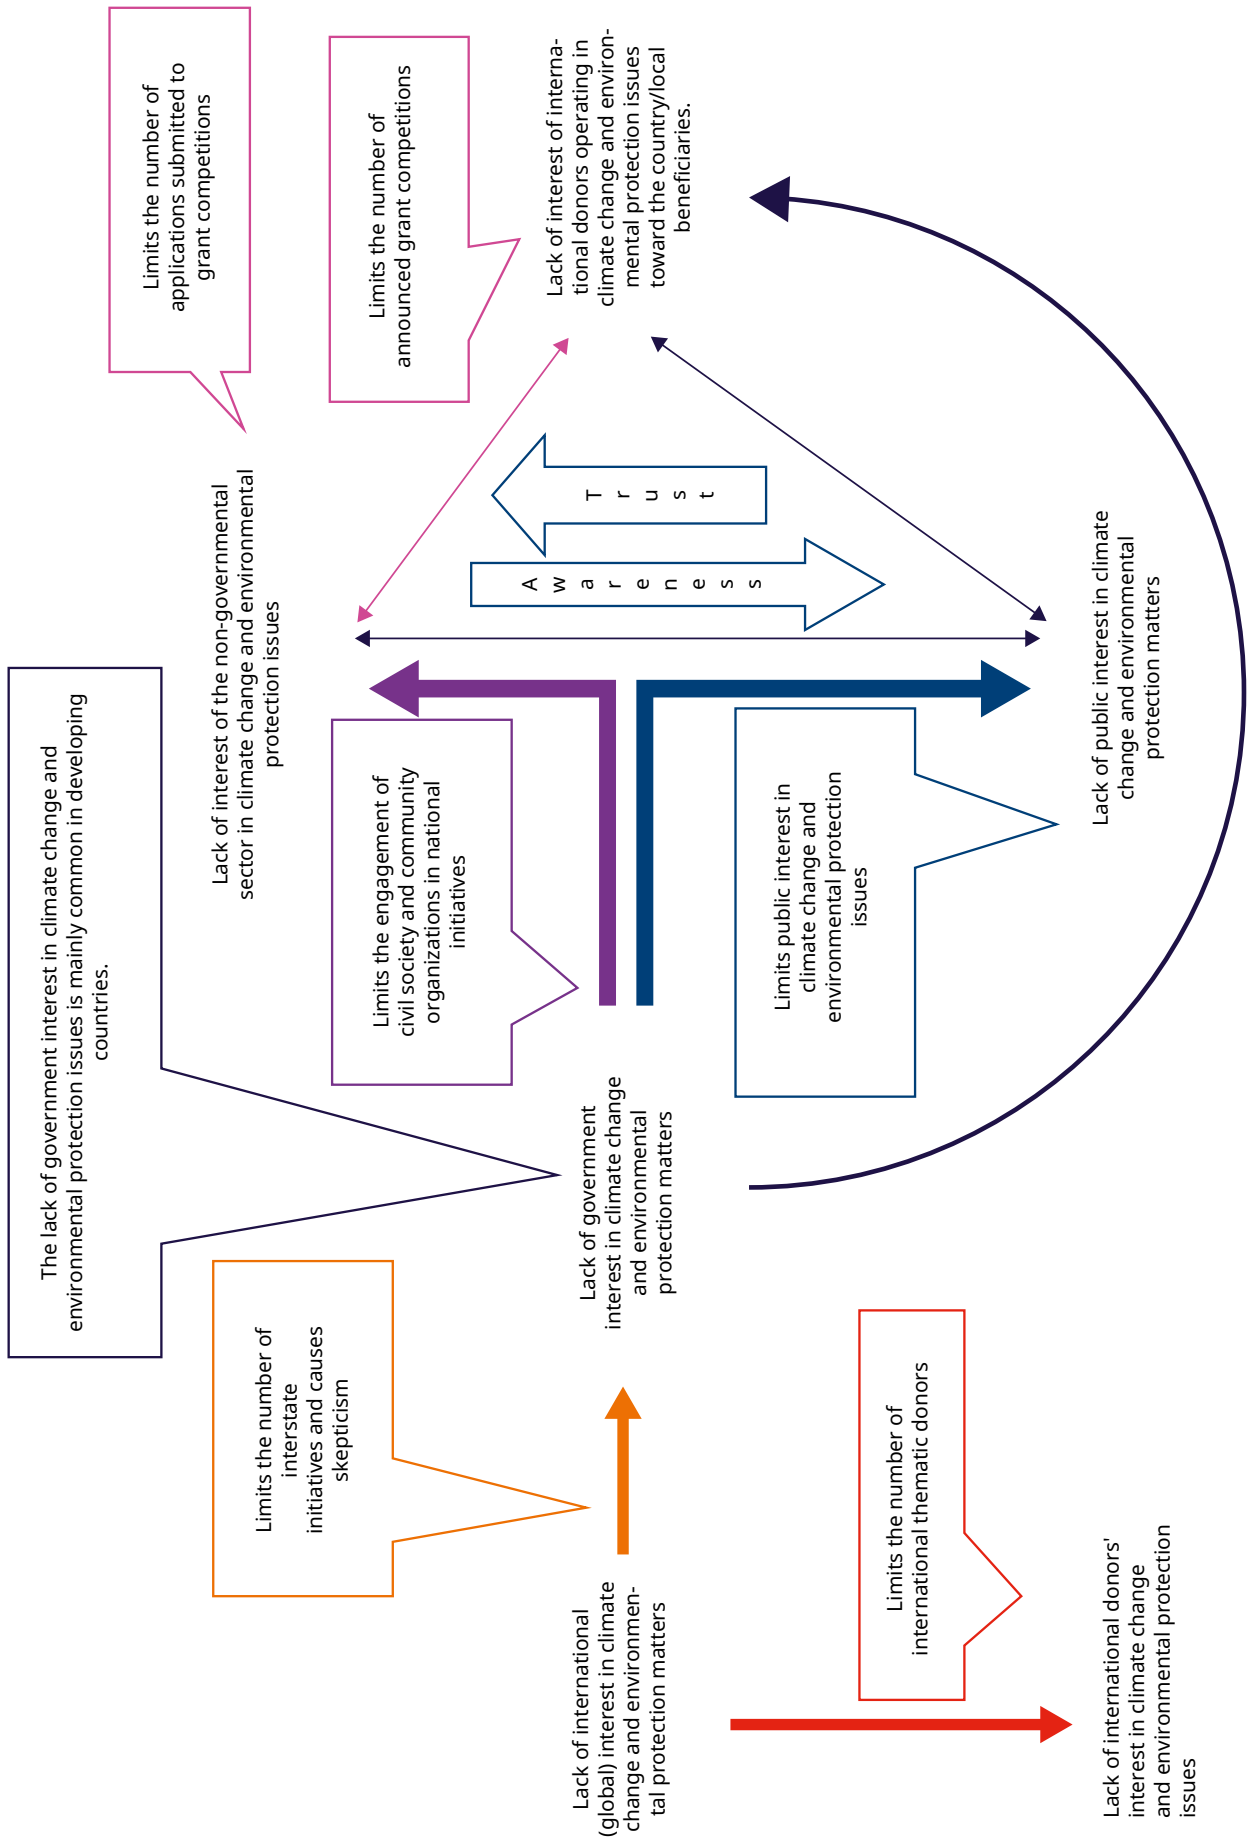 The lack of government interest in climate change and
environmental protection issues is mainly common in developing
countries.
Limits the number of
applications submitted to
grant competitions
Limits the number of
interstate
initiatives and causes
skepticism
Lack of interest of the non-governmental
sector in climate change and environmental
protection issues
Limits the engagement of
civil society and community
organizations in national
initiatives
Limits the number of
announced grant competitions
Lack of international
(global) interest in climate
change and environmen-
tal protection matters
Lack of government
interest in climate change
and environmental
protection matters
Awareness
Trust
Lack of interest of interna-
tional donors operating in
climate change and environ-
mental protection issues
toward the country/local
beneficiaries.
Limits public interest in
climate change and
environmental protection
issues
Limits the number of
international thematic donors
Lack of international donors'
interest in climate change
and environmental protection
issues
Lack of public interest in climate
change and environmental
protection matters